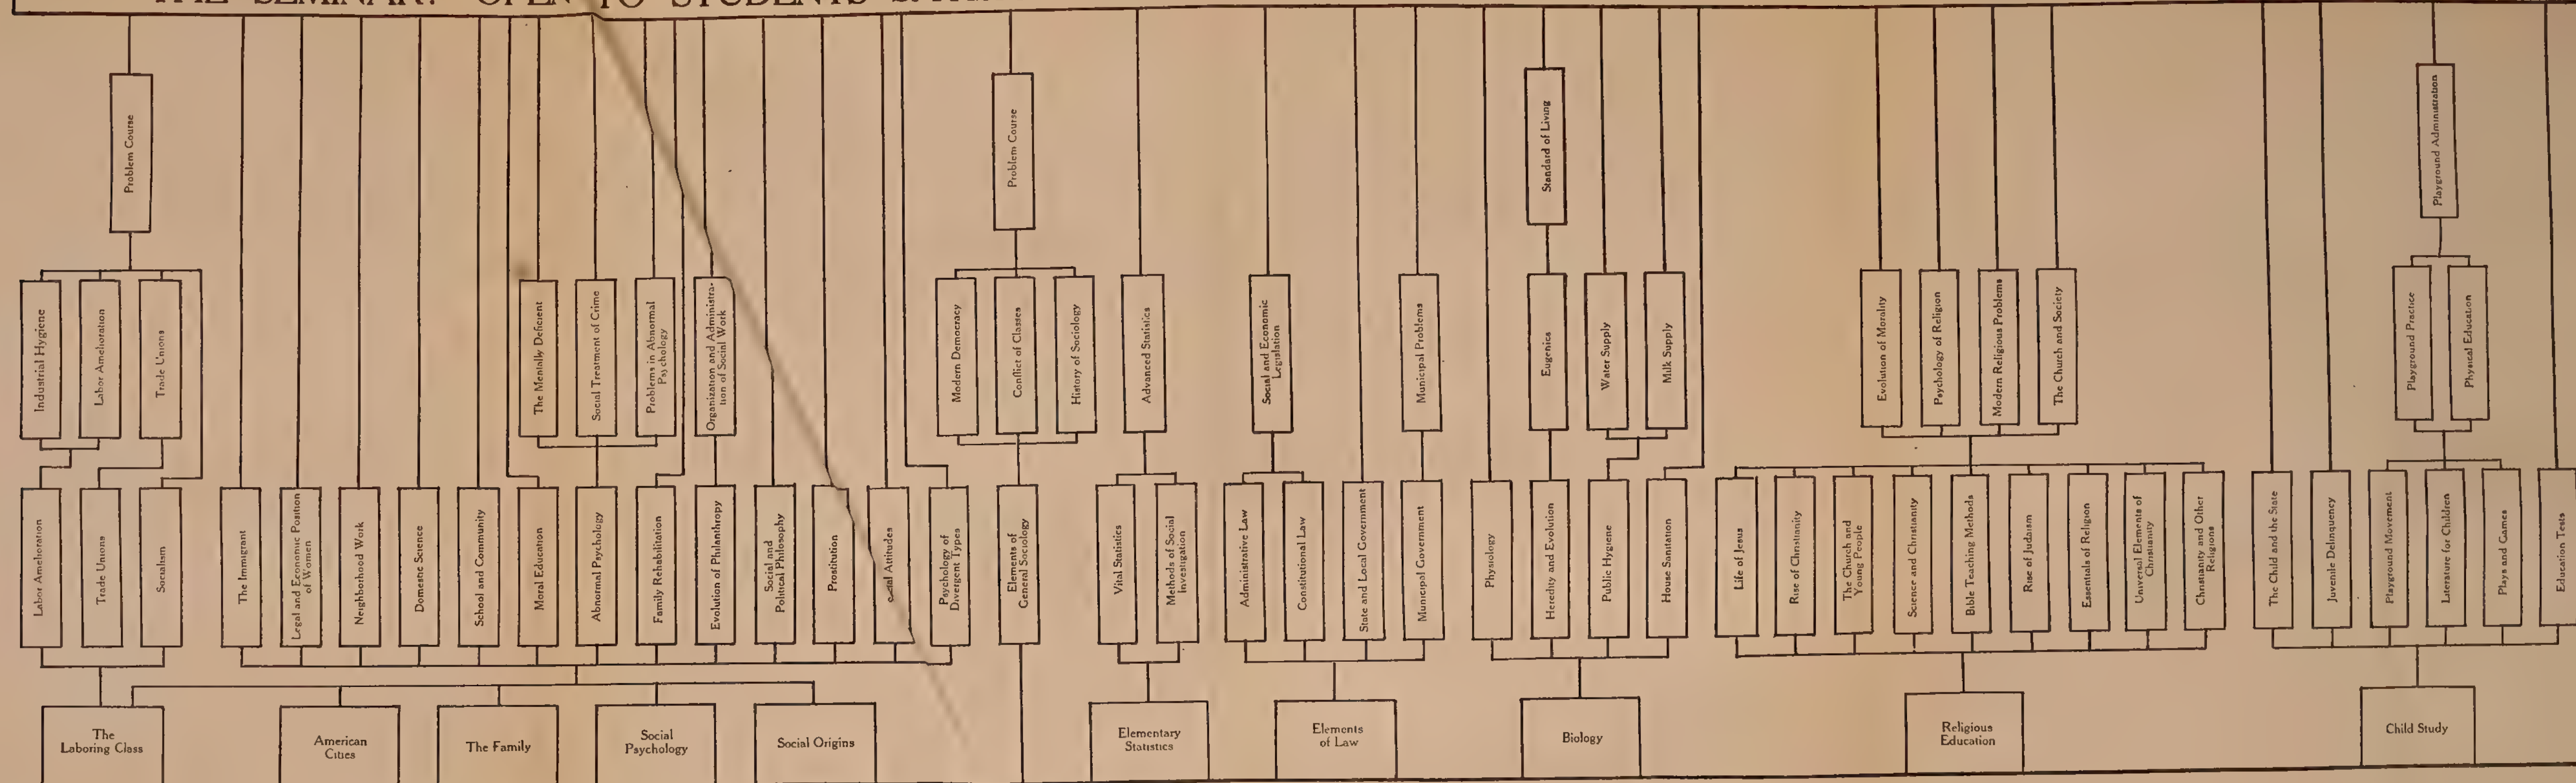 THE SEMINAR: OPEN TO STUDENTS
Problem Course
Problem Course
Standard of Living
Playground Administration
Industrial Hygiene
Labor Amelioration
Trade Unions
The Mentally Deficient
Social Treatment of Crime
Problems in Abnormal
Psychology
Organization and Administra-
tion of Social Work
Modern Democracy
Conflict of Classes
History of Sociology
Advanced Statistics
Social and Economic
Legislation
Municipal Problems
Eugenics
Water Supply
Milk Supply
Evolution of Morality
Psychology of Religion
Modern Religious Problems
The Church and Society
Playground Practice
Physical Education
Labor Amelioration
Trade Unions
Socialism
The Immigrant
Legal and Economic Position
of Women
Neighborhood Work
Domestic Science
School and Community
Moral Education
Abnormal Psychology
Family Rehabilitation
Evolution of Philanthropy
Social and
Political Philosophy
Prostitution
Social Attitudes
Psychology of
Divergent Types
Elements of
General Sociology
Vital Statistics
Methods of Social
Investigation
Administrative Law
Constitutional Law
State and Local Government
Municipal Government
Physiology
Heredity and Evolution
Public Hygiene
House Sanitation
Life of Jesus
Rise of Christianity
The Church and
Young People
Science and Christianity
Bible Teaching Methods
Rise of Judaism
Essentials of Religion
Universal Elements of
Christianity
Christianity and Other
Religions
The Child and the State
Juvenile Delinquency
Playground Movement
Literature for Children
Plays and Games
Education Tests
The
Laboring Class
American
Cities
The Family
Social
Psychology
Social Origins
Elementary
Statistics
Elements
of Law
Biology
Religious
Education
Child Study